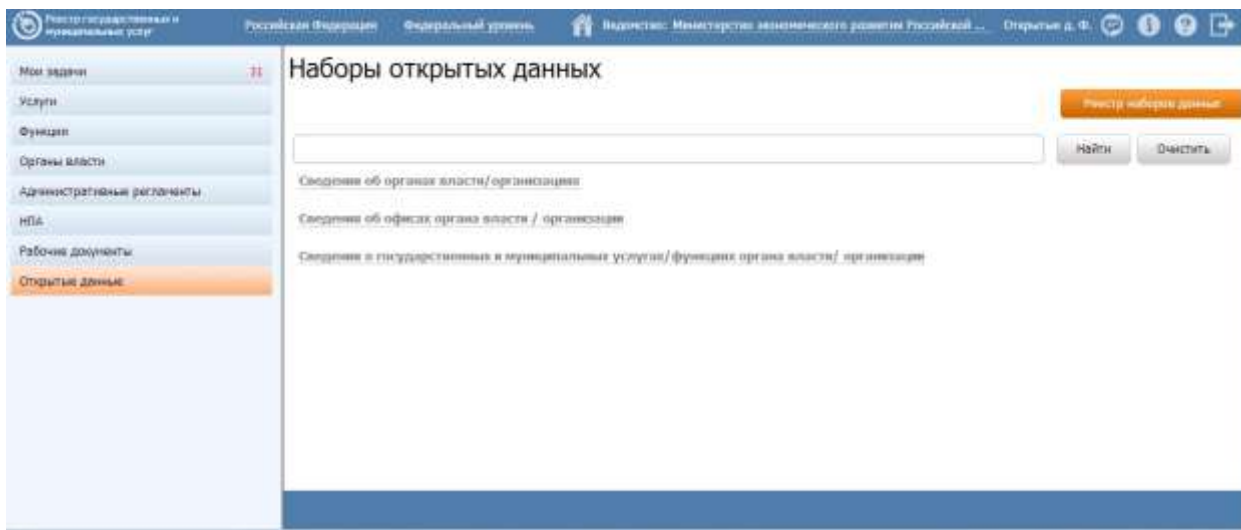 Реестр государственных и
муниципальных услуг
Российская Федерация
Федеральный уровень
Ведомство: Министерство экономического развития Российской ...
Открытые д. Ф.
Мои задачи
Услуги
Функции
Органы власти
Административные регламенты
НПА
Рабочие документы
Открытые данные
Наборы открытых данных
Реестр наборов данных
Найти
Очистить
Сведения об органах власти/организациях
Сведения об офисах органа власти / организации
Сведения о государственных и муниципальных услугах/функциях органа власти/ организации